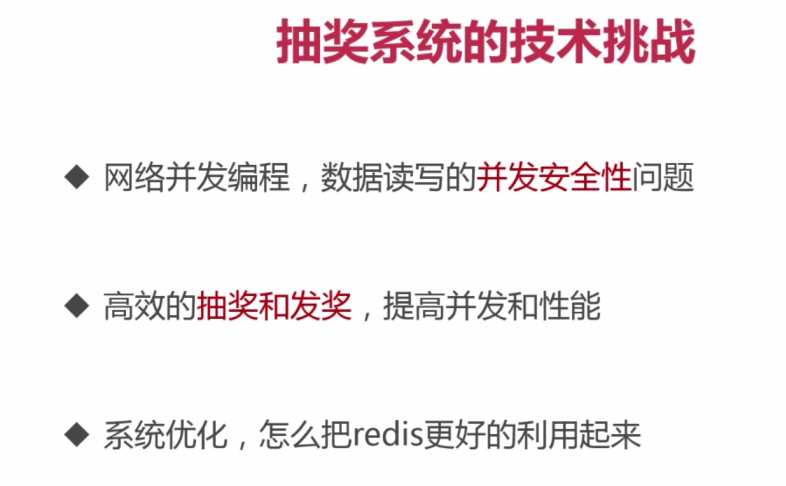 抽奖系统的技术挑战
◆ 网络并发编程，数据读写的并发安全性问题
◆ 高效的抽奖和发奖，提高并发和性能
◆ 系统优化，怎么把redis更好的利用起来